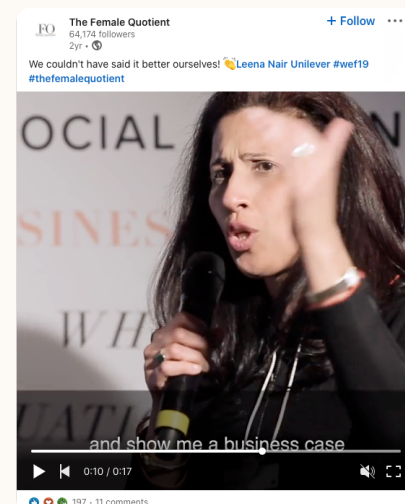 FO
The Female Quotient
64,174 followers
2yr •
+ Follow
We couldn't have said it better ourselves! 👏Leena Nair Unilever #wef19
#thefemalequotient
OCIAL
N
SINES
WH
UATI
and show me a business case
0:10 / 0:17
197 · 11 comments